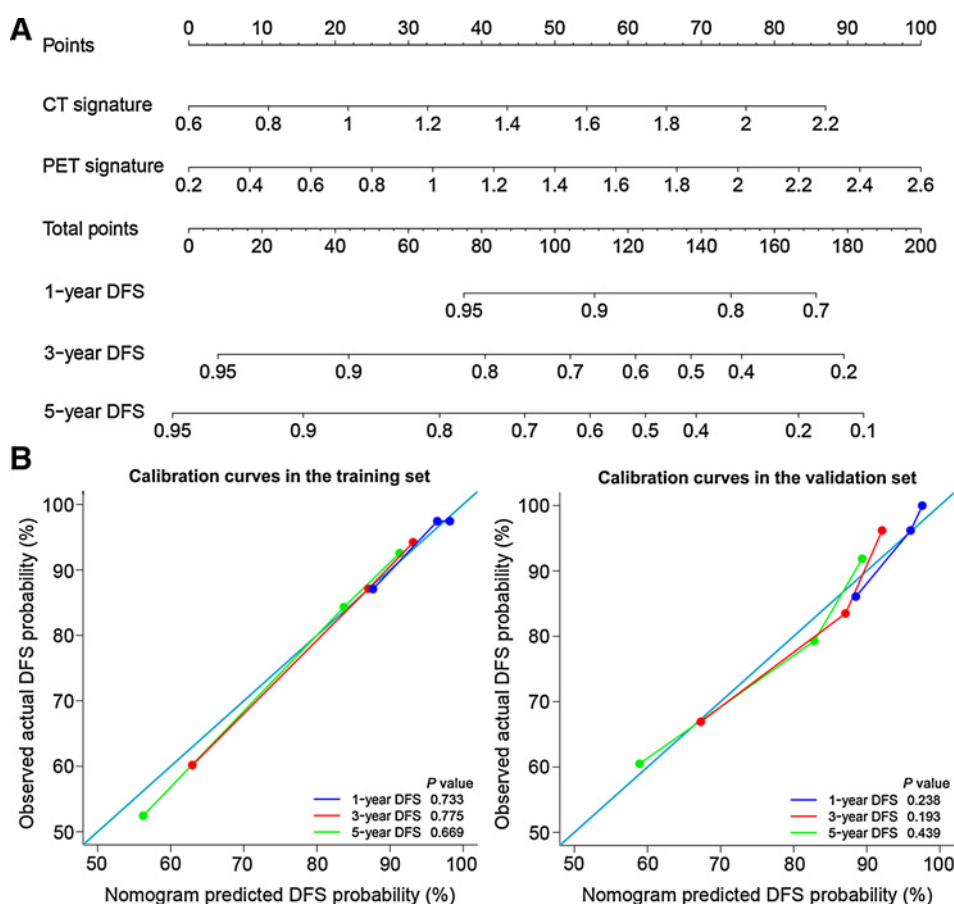 A
Points 0 10 20 30 40 50 60 70 80 90 100
CT signature
0.6 0.8 1 1.2 1.4 1.6 1.8 2 2.2
PET signature
0.2 0.4 0.6 0.8 1 1.2 1.4 1.6 1.8 2 2.2 2.4 2.6
Total points
0 20 40 60 80 100 120 140 160 180 200
1-year DFS
0.95 0.9 0.8 0.7
3-year DFS
0.95 0.9 0.8 0.7 0.6 0.5 0.4 0.2
5-year DFS
0.95 0.9 0.8 0.7 0.6 0.5 0.4 0.2 0.1
B
Calibration curves in the training set
Observed actual DFS probability (%)
100
90
80
70
60
50
P value
1-year DFS 0.733
3-year DFS 0.775
5-year DFS 0.669
50 60 70 80 90 100
Nomogram predicted DFS probability (%)
Calibration curves in the validation set
Observed actual DFS probability (%)
100
90
80
70
60
50
P value
1-year DFS 0.238
3-year DFS 0.193
5-year DFS 0.439
50 60 70 80 90 100
Nomogram predicted DFS probability (%)